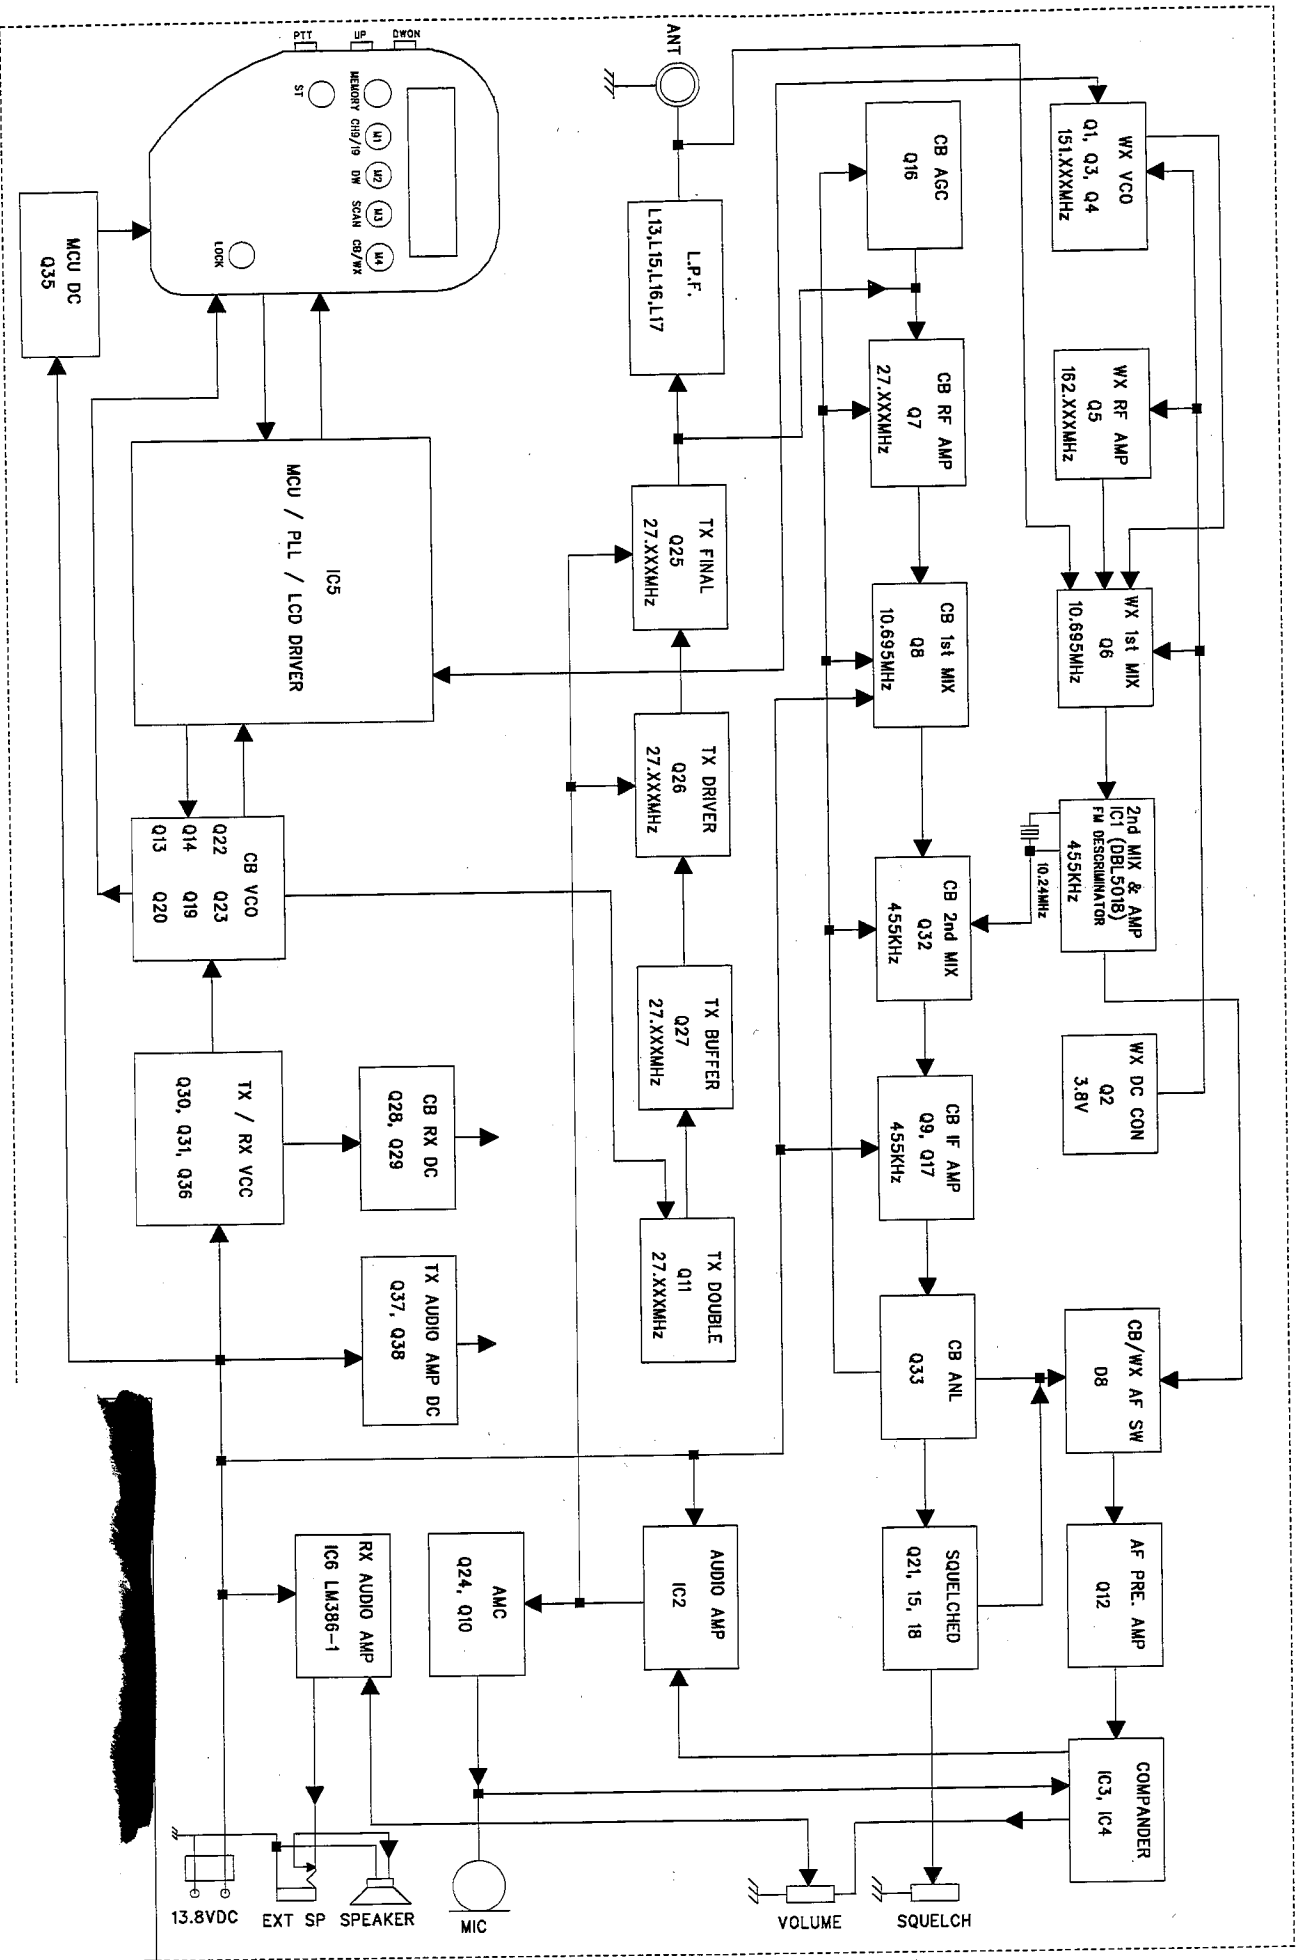 WX VCO
Q1, Q3, Q4
151.XXXMHz
WX RF AMP
Q5
162.XXXMHz
WX 1st MIX
Q6
10.695MHz
2nd MIX & AMP
IC1 (DBL5018)
FM DESCRIMINATOR
455KHz
10.24MHz
WX DC CON
Q2
3.8V
CB/WX AF SW
D8
AF PRE. AMP
Q12
COMPANDER
IC3, IC4
CB AGC
Q16
CB RF AMP
Q7
27.XXXMHz
CB 1st MIX
Q8
10.695MHz
CB 2nd MIX
Q32
455KHz
CB IF AMP
Q9, Q17
455KHz
CB ANL
Q33
SQUELCHED
Q21, 15, 18
SQUELCH
VOLUME
ANT
L.P.F.
L13,L15,L16,L17
TX FINAL
Q25
27.XXXMHz
TX DRIVER
Q26
27.XXXMHz
TX BUFFER
Q27
27.XXXMHz
TX DOUBLE
Q11
27.XXXMHz
AUDIO AMP
IC2
AMC
Q24, Q10
MIC
PTT
UP
DWON
MEMORY
CH9/19
DW
SCAN
CB/WX
M1
M2
M3
M4
ST
LOCK
MCU DC
Q35
IC5
MCU / PLL / LCD DRIVER
CB VCO
Q22 Q23
Q14 Q19
Q13 Q20
TX / RX VCC
Q30, Q31, Q36
CB RX DC
Q28, Q29
TX AUDIO AMP DC
Q37, Q38
RX AUDIO AMP
IC6 LM386-1
SPEAKER
EXT SP
13.8VDC